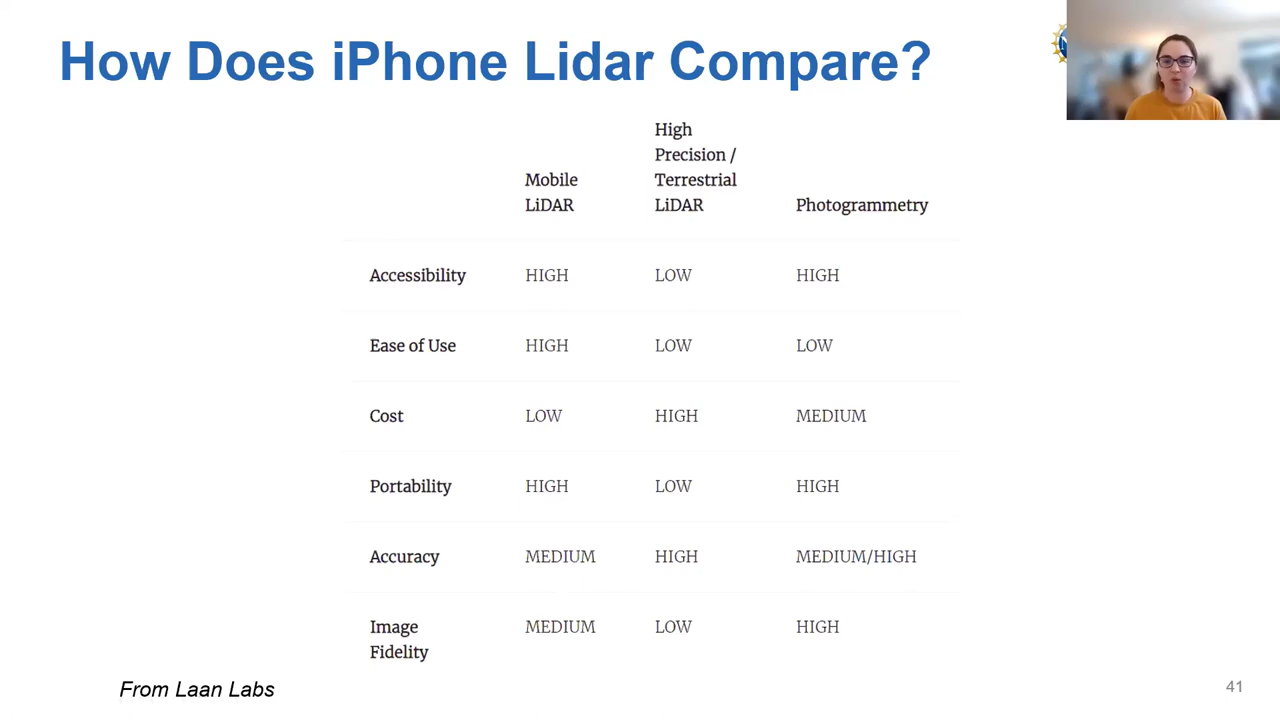 How Does iPhone Lidar Compare?
Mobile LiDAR High Precision / Terrestrial LiDAR Photogrammetry
Accessibility HIGH LOW HIGH
Ease of Use HIGH LOW LOW
Cost LOW HIGH MEDIUM
Portability HIGH LOW HIGH
Accuracy MEDIUM HIGH MEDIUM/HIGH
Image Fidelity MEDIUM LOW HIGH
From Laan Labs
41